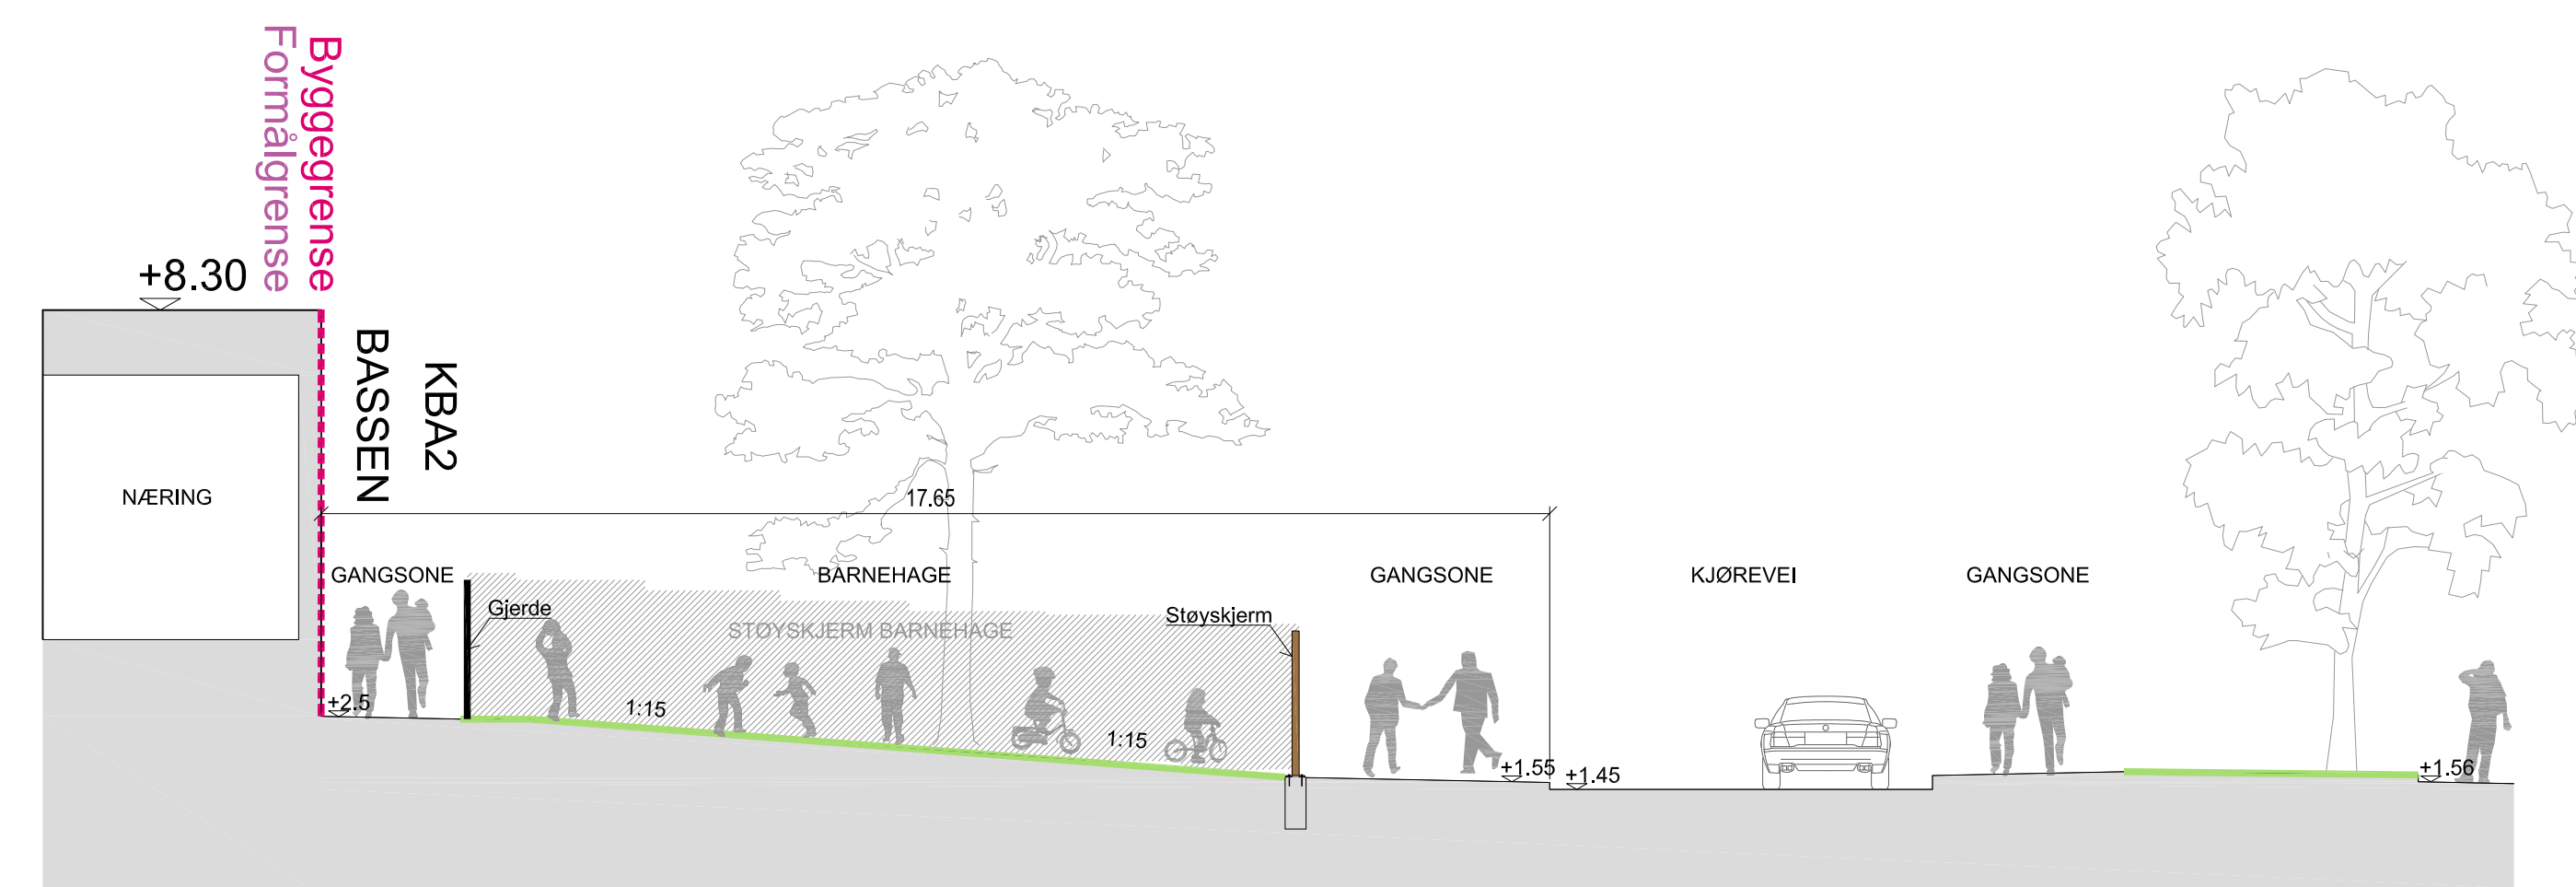 Formålgrense
Byggegrense
+8.30
BASSEN
KBA2
NÆRING
17.65
GANGSONE
BARNEHAGE
GANGSONE
KJØREVEI
GANGSONE
Gjerde
STØYSKJERM BARNEHAGE
Støyskjerm
+2.5
1:15
1:15
+1.55
+1.45
+1.56